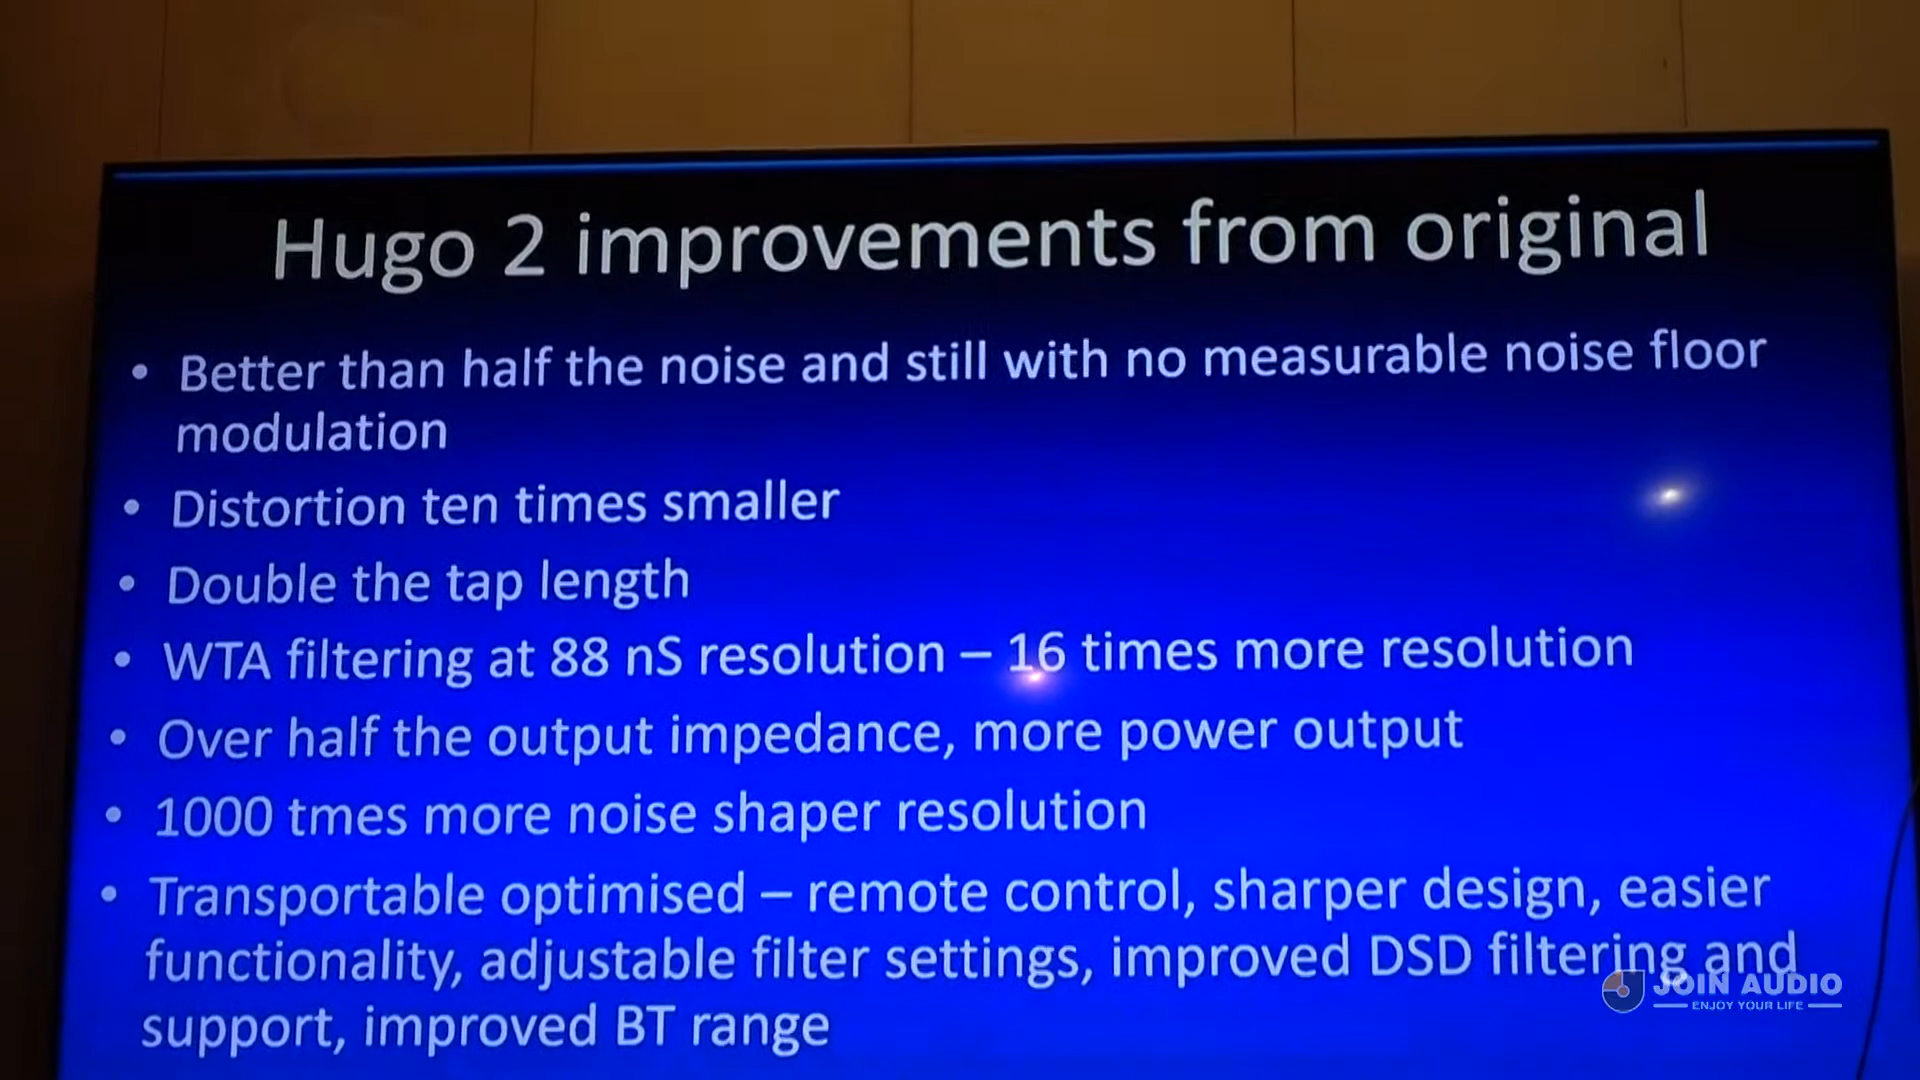 Hugo 2 improvements from original
• Better than half the noise and still with no measurable noise floor
modulation
• Distortion ten times smaller
• Double the tap length
• WTA filtering at 88 nS resolution – 16 times more resolution
• Over half the output impedance, more power output
• 1000 tmes more noise shaper resolution
• Transportable optimised – remote control, sharper design, easier
functionality, adjustable filter settings, improved DSD filtering and
support, improved BT range
JOIN AUDIO
ENJOY YOUR LIFE